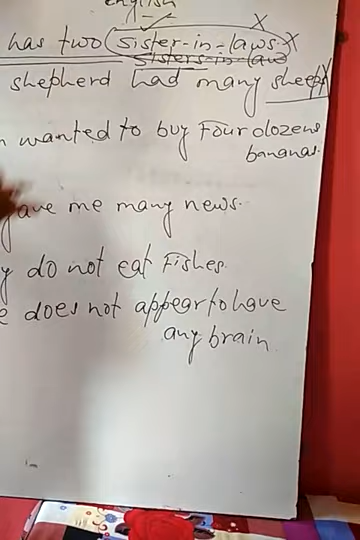 english
has two sister-in-laws X
sisters-in-law
shepherd had many sheeps
wanted to buy Four dozens
bananas.
gave me many news.
do not eat Fishes.
does not appear to have
any brain